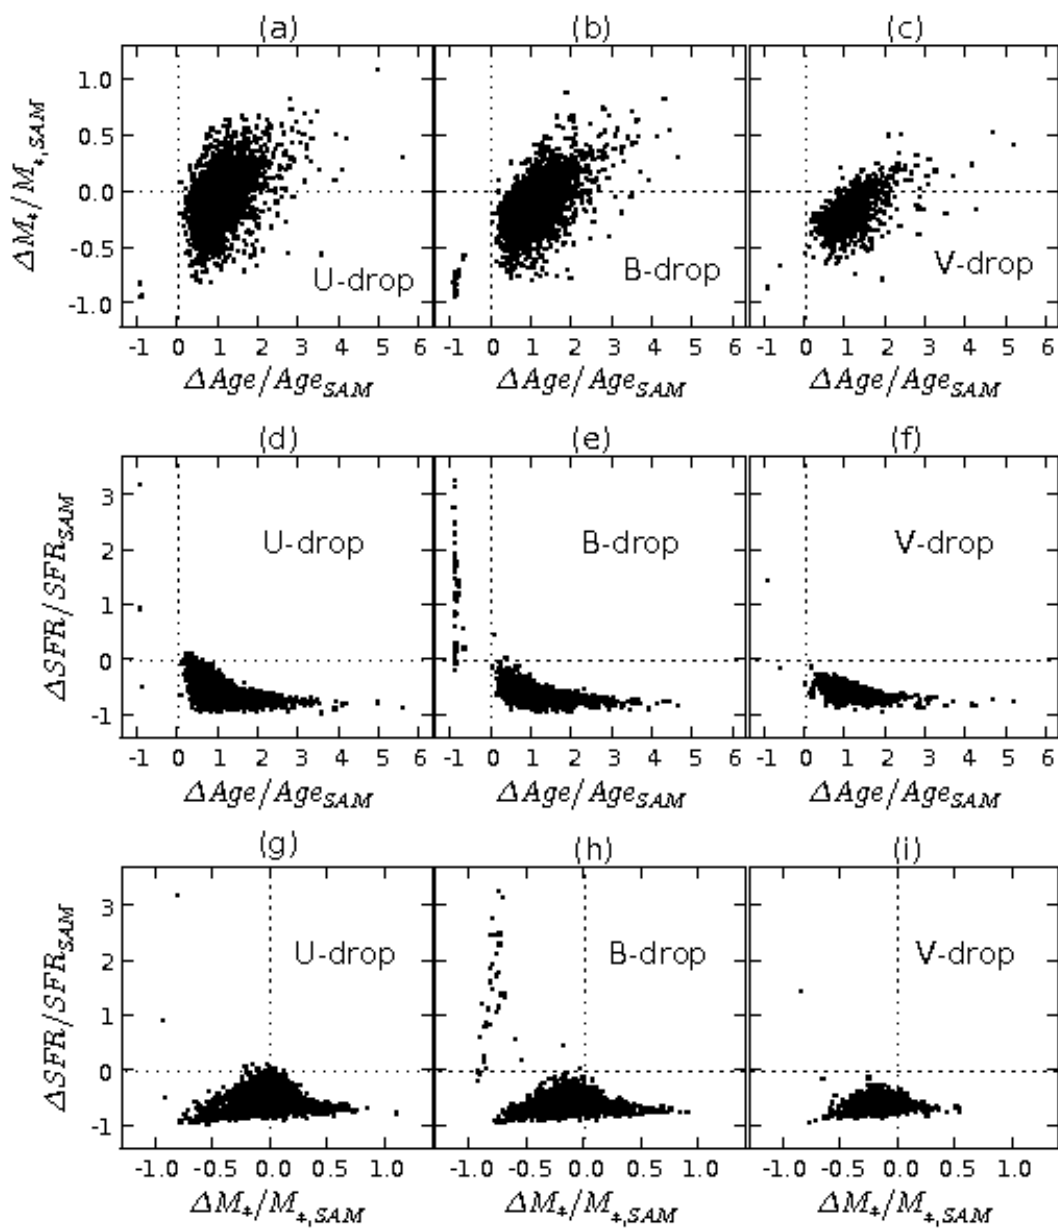 (a) (b) (c)
1.0
0.5
0.0
-0.5
-1.0
ΔM*/M*,SAM
U-drop B-drop V-drop
-1 0 1 2 3 4 5 6 -1 0 1 2 3 4 5 6 -1 0 1 2 3 4 5 6
ΔAge/AgeSAM ΔAge/AgeSAM ΔAge/AgeSAM
(d) (e) (f)
3
2
1
0
-1
ΔSFR/SFRSAM
U-drop B-drop V-drop
-1 0 1 2 3 4 5 6 -1 0 1 2 3 4 5 6 -1 0 1 2 3 4 5 6
ΔAge/AgeSAM ΔAge/AgeSAM ΔAge/AgeSAM
(g) (h) (i)
3
2
1
0
-1
ΔSFR/SFRSAM
U-drop B-drop V-drop
-1.0 -0.5 0.0 0.5 1.0 -1.0 -0.5 0.0 0.5 1.0 -1.0 -0.5 0.0 0.5 1.0
ΔM*/M*,SAM ΔM*/M*,SAM ΔM*/M*,SAM